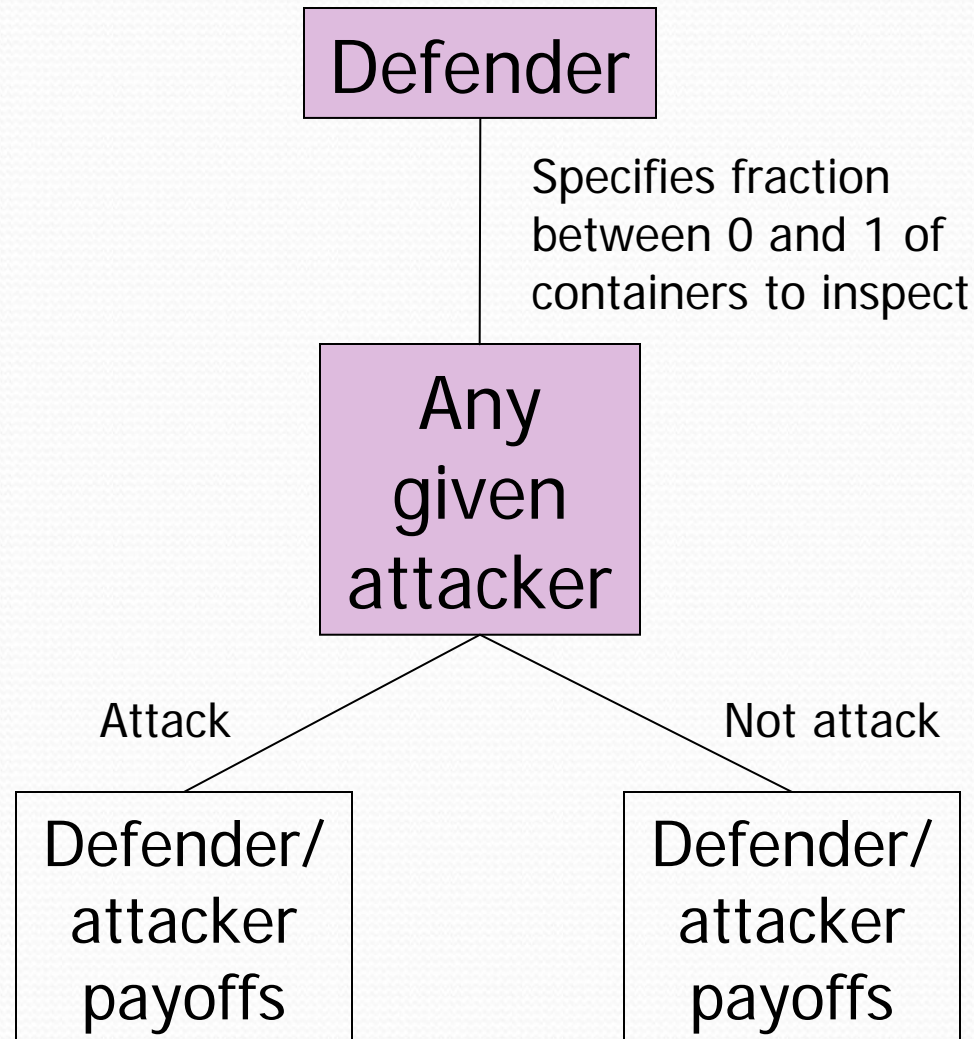 Defender
Specifies fraction
between 0 and 1 of
containers to inspect
Any
given
attacker
Attack
Not attack
Defender/
attacker
payoffs
Defender/
attacker
payoffs